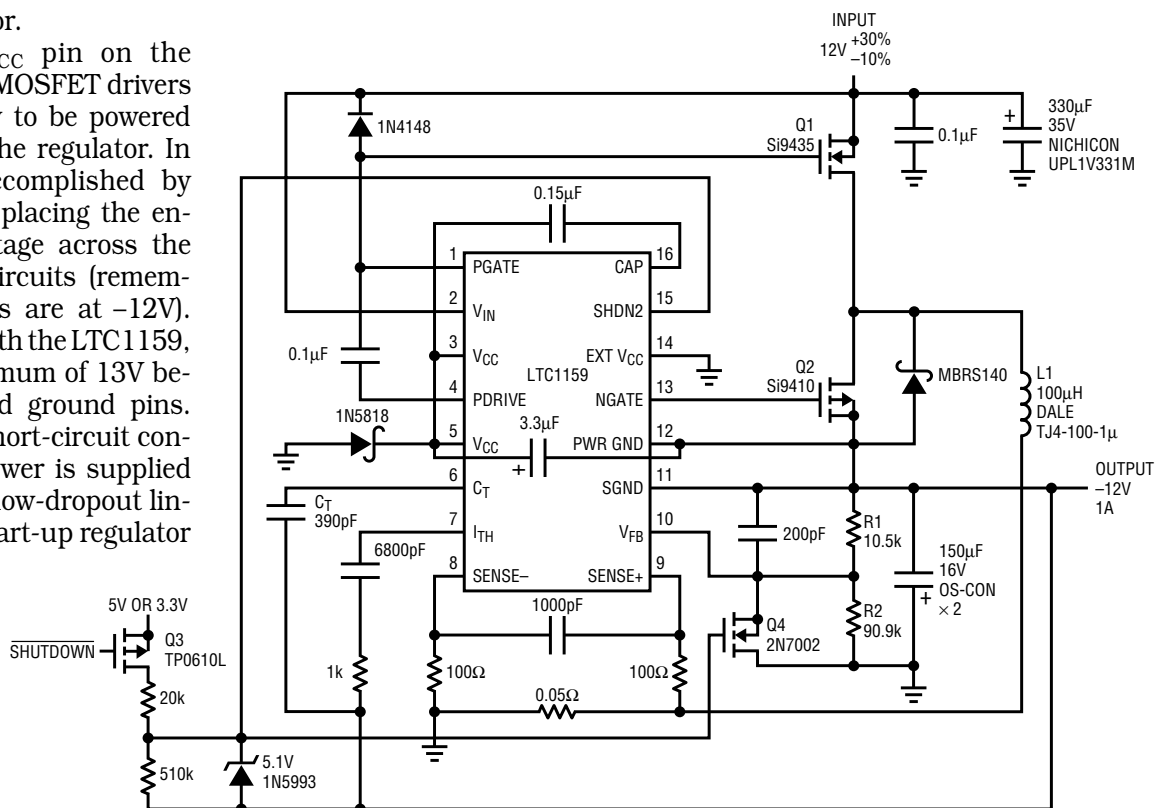 or.
CC pin on the
MOSFET drivers
to be powered
he regulator. In
ccomplished by
placing the en-
tage across the
ircuits (remem-
s are at –12V).
th the LTC1159,
mum of 13V be-
d ground pins.
hort-circuit con-
wer is supplied
low-dropout lin-
art-up regulator
INPUT
12V +30%
–10%
1N4148
Q1
Si9435
0.1µF
+
330µF
35V
NICHICON
UPL1V331M
0.15µF
1
PGATE
CAP
16
2
VIN
SHDN2
15
3
VCC
EXT VCC
14
LTC1159
4
PDRIVE
NGATE
13
5
VCC
PWR GND
12
6
CT
SGND
11
7
ITH
VFB
10
8
SENSE–
SENSE+
9
0.1µF
1N5818
3.3µF
+
Q2
Si9410
MBRS140
L1
100µH
DALE
TJ4-100-1µ
OUTPUT
–12V
1A
CT
390pF
6800pF
200pF
R1
10.5k
150µF
16V
OS-CON
× 2
+
R2
90.9k
1000pF
Q4
2N7002
5V OR 3.3V
SHUTDOWN
Q3
TP0610L
1k
100Ω
100Ω
0.05Ω
20k
510k
5.1V
1N5993